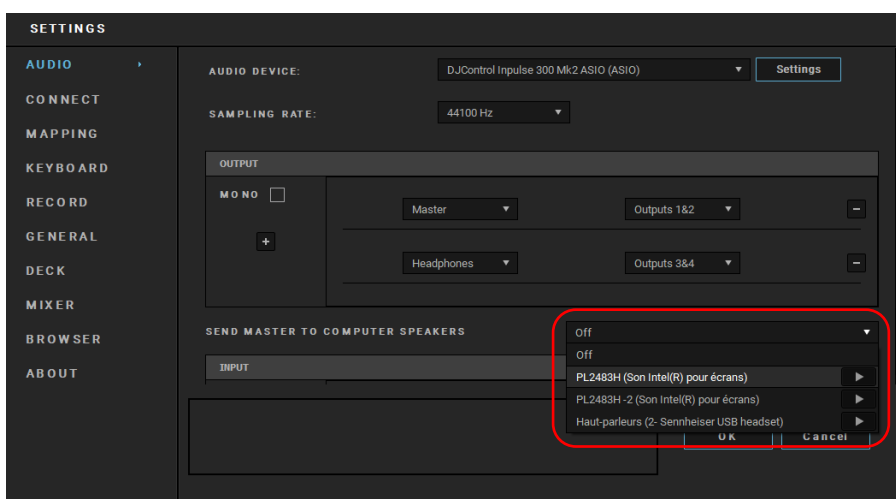 SETTINGS
AUDIO
CONNECT
MAPPING
KEYBOARD
RECORD
GENERAL
DECK
MIXER
BROWSER
ABOUT
AUDIO DEVICE: DJControl Inpulse 300 Mk2 ASIO (ASIO) Settings
SAMPLING RATE: 44100 Hz
OUTPUT
MONO
+
Master Outputs 1&2 −
Headphones Outputs 3&4 −
SEND MASTER TO COMPUTER SPEAKERS Off
Off
PL2483H (Son Intel(R) pour écrans)
PL2483H -2 (Son Intel(R) pour écrans)
Haut-parleurs (2- Sennheiser USB headset)
INPUT
OK Cancel